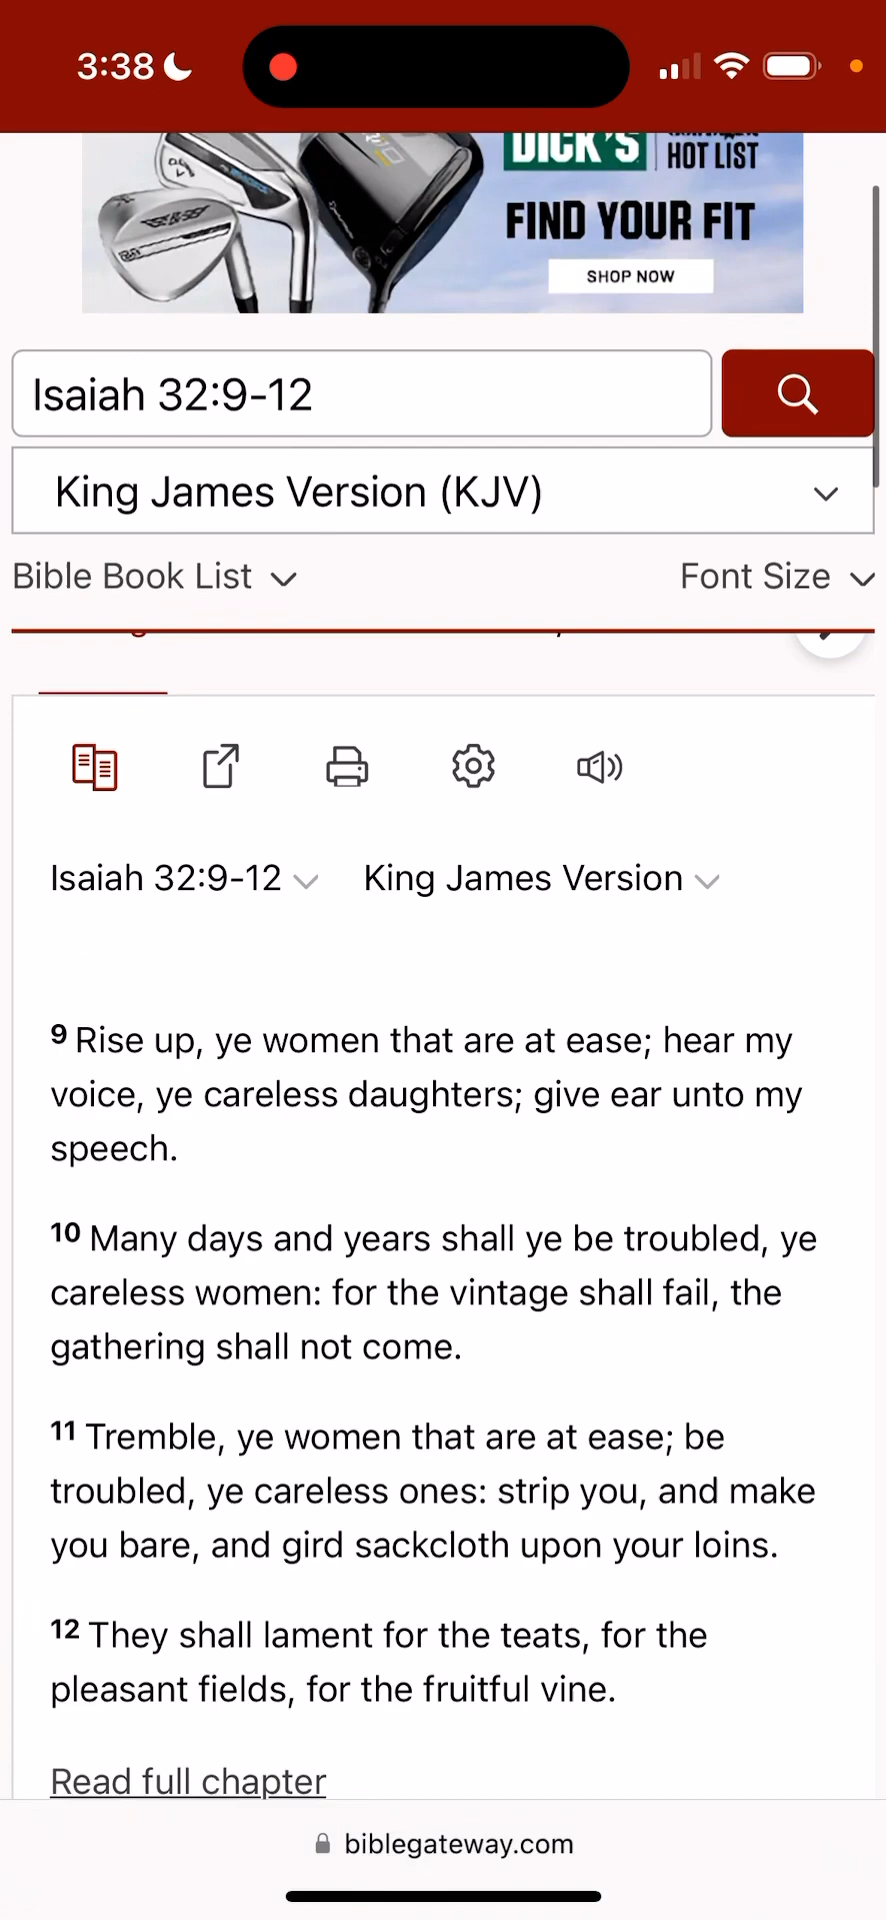 3:38
DICK'S HOT LIST
FIND YOUR FIT
SHOP NOW
Isaiah 32:9-12
King James Version (KJV)
Bible Book List Font Size
Isaiah 32:9-12 King James Version
9 Rise up, ye women that are at ease; hear my
voice, ye careless daughters; give ear unto my
speech.
10 Many days and years shall ye be troubled, ye
careless women: for the vintage shall fail, the
gathering shall not come.
11 Tremble, ye women that are at ease; be
troubled, ye careless ones: strip you, and make
you bare, and gird sackcloth upon your loins.
12 They shall lament for the teats, for the
pleasant fields, for the fruitful vine.
Read full chapter
biblegateway.com